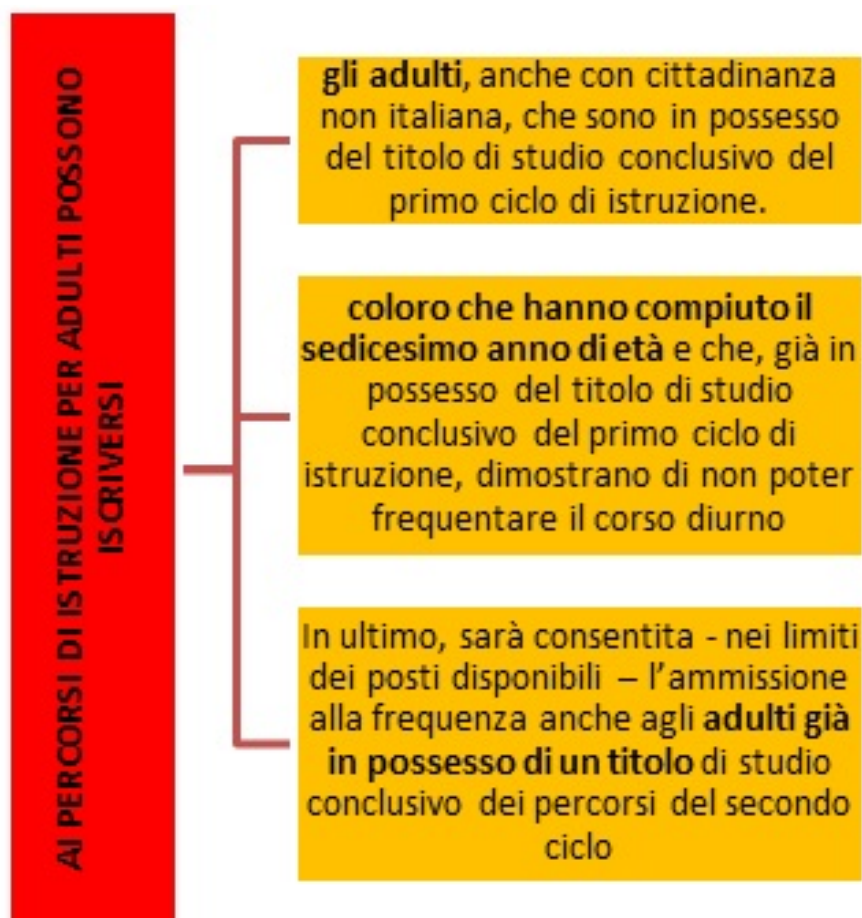 AI PERCORSI DI ISTRUZIONE PER ADULTI POSSONO
ISCRIVERSI
gli adulti, anche con cittadinanza
non italiana, che sono in possesso
del titolo di studio conclusivo del
primo ciclo di istruzione.
coloro che hanno compiuto il
sedicesimo anno di età e che, già in
possesso del titolo di studio
conclusivo del primo ciclo di
istruzione, dimostrano di non poter
frequentare il corso diurno
In ultimo, sarà consentita - nei limiti
dei posti disponibili – l’ammissione
alla frequenza anche agli adulti già
in possesso di un titolo di studio
conclusivo dei percorsi del secondo
ciclo